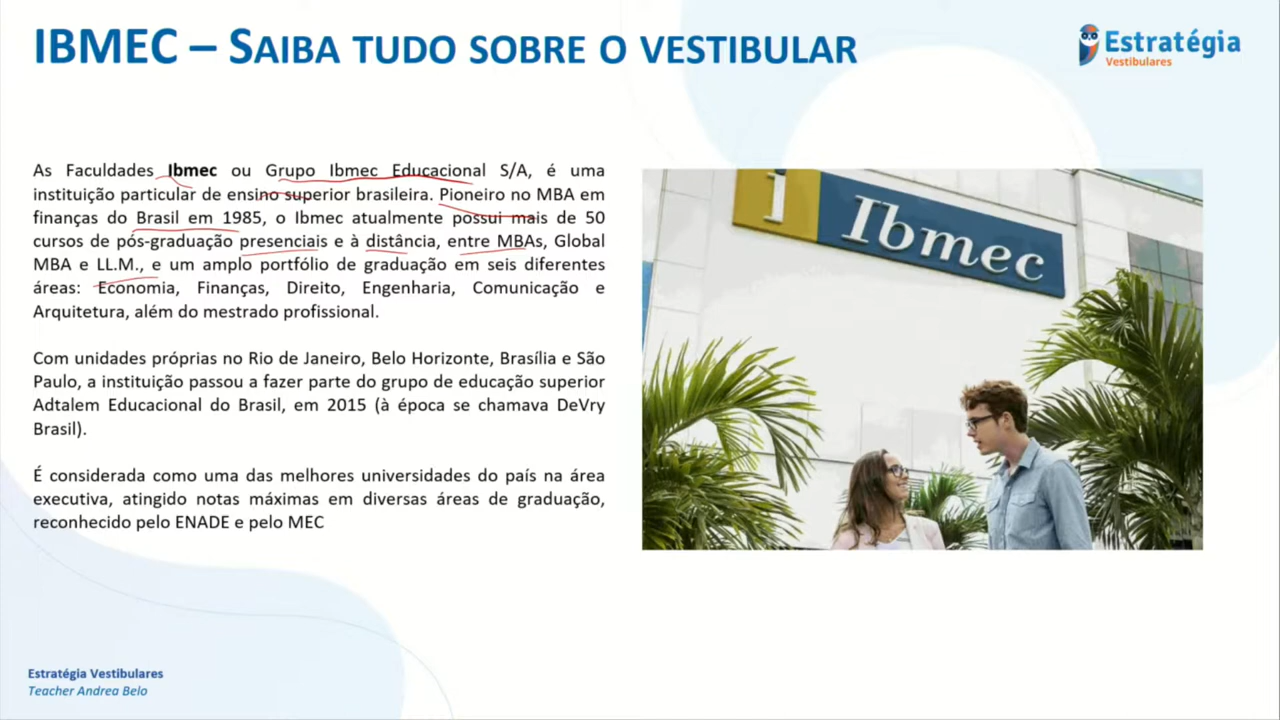 IBMEC – SAIBA TUDO SOBRE O VESTIBULAR
Estratégia
Vestibulares
As Faculdades Ibmec ou Grupo Ibmec Educacional S/A, é uma
instituição particular de ensino superior brasileira. Pioneiro no MBA em
finanças do Brasil em 1985, o Ibmec atualmente possui mais de 50
cursos de pós-graduação presenciais e à distância, entre MBAs, Global
MBA e LL.M., e um amplo portfólio de graduação em seis diferentes
áreas: Economia, Finanças, Direito, Engenharia, Comunicação e
Arquitetura, além do mestrado profissional.
Com unidades próprias no Rio de Janeiro, Belo Horizonte, Brasília e São
Paulo, a instituição passou a fazer parte do grupo de educação superior
Adtalem Educacional do Brasil, em 2015 (à época se chamava DeVry
Brasil).
É considerada como uma das melhores universidades do país na área
executiva, atingido notas máximas em diversas áreas de graduação,
reconhecido pelo ENADE e pelo MEC
i Ibmec
Estratégia Vestibulares
Teacher Andrea Belo